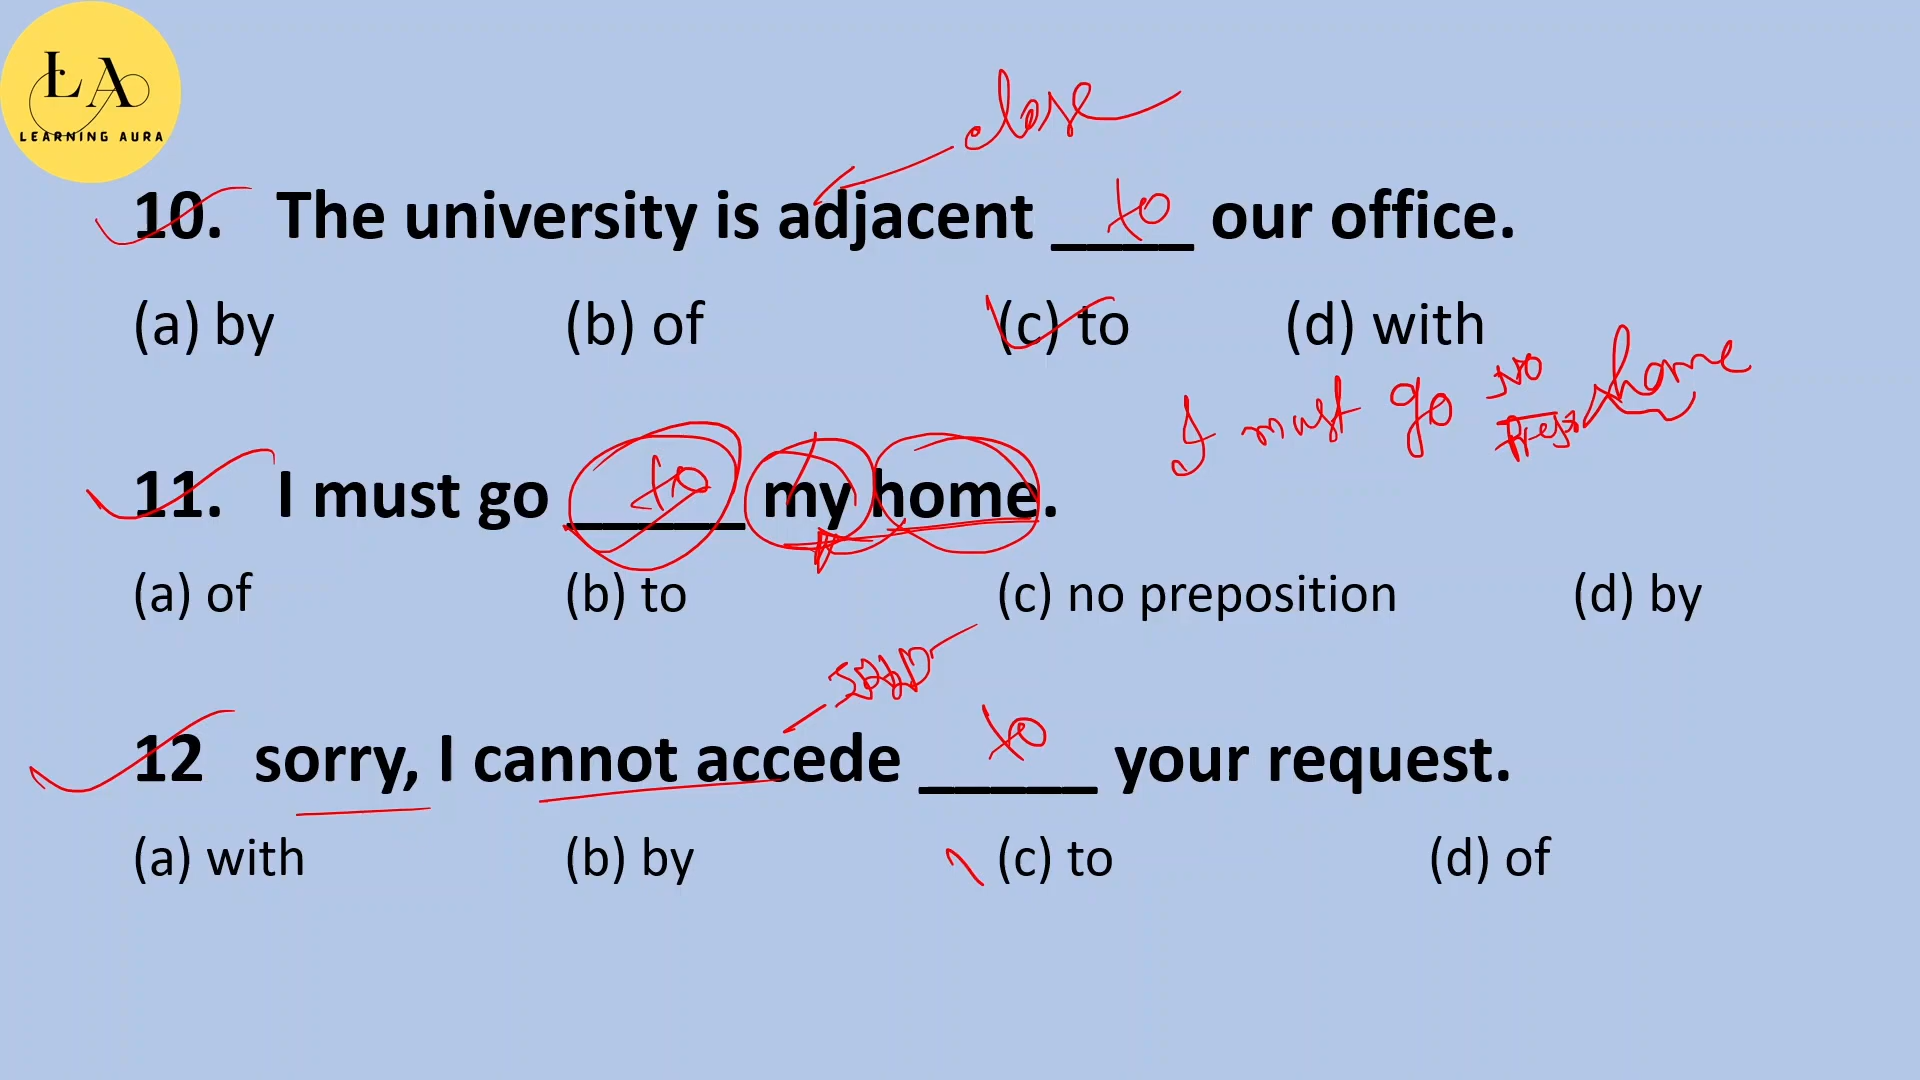 LA
LEARNING AURA
close
10. The university is adjacent ____ our office.
to
(a) by (b) of (c) to (d) with
I must go no home
11. I must go _____ my home.
to
(a) of (b) to (c) no preposition (d) by
12 sorry, I cannot accede _____ your request.
to
(a) with (b) by (c) to (d) of